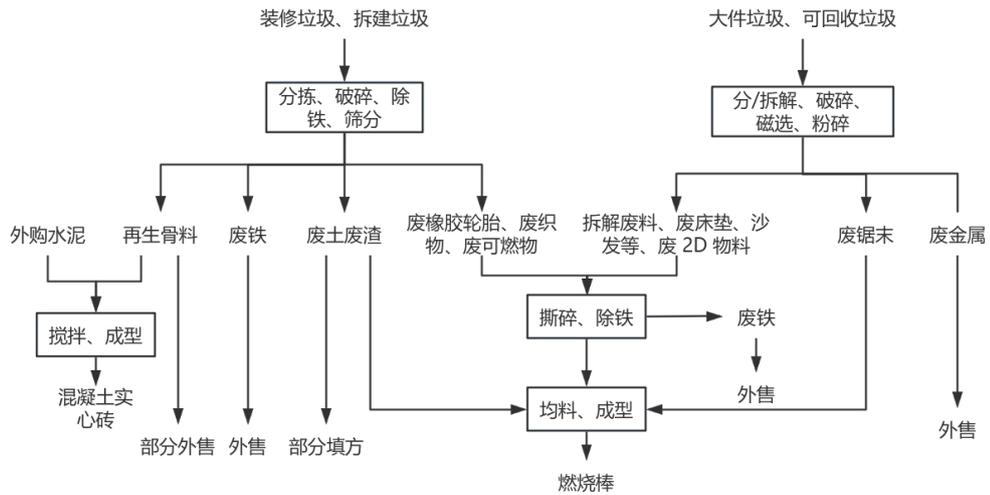 装修垃圾、拆建垃圾
大件垃圾、可回收垃圾
分拣、破碎、除
铁、筛分
分/拆解、破碎、
磁选、粉碎
外购水泥
再生骨料
废铁
废土废渣
废橡胶轮胎、废织
物、废可燃物
拆解废料、废床垫、沙
发等、废 2D 物料
废锯末
废金属
搅拌、成型
撕碎、除铁
废铁
混凝土实
心砖
均料、成型
外售
部分外售
外售
部分填方
外售
燃烧棒